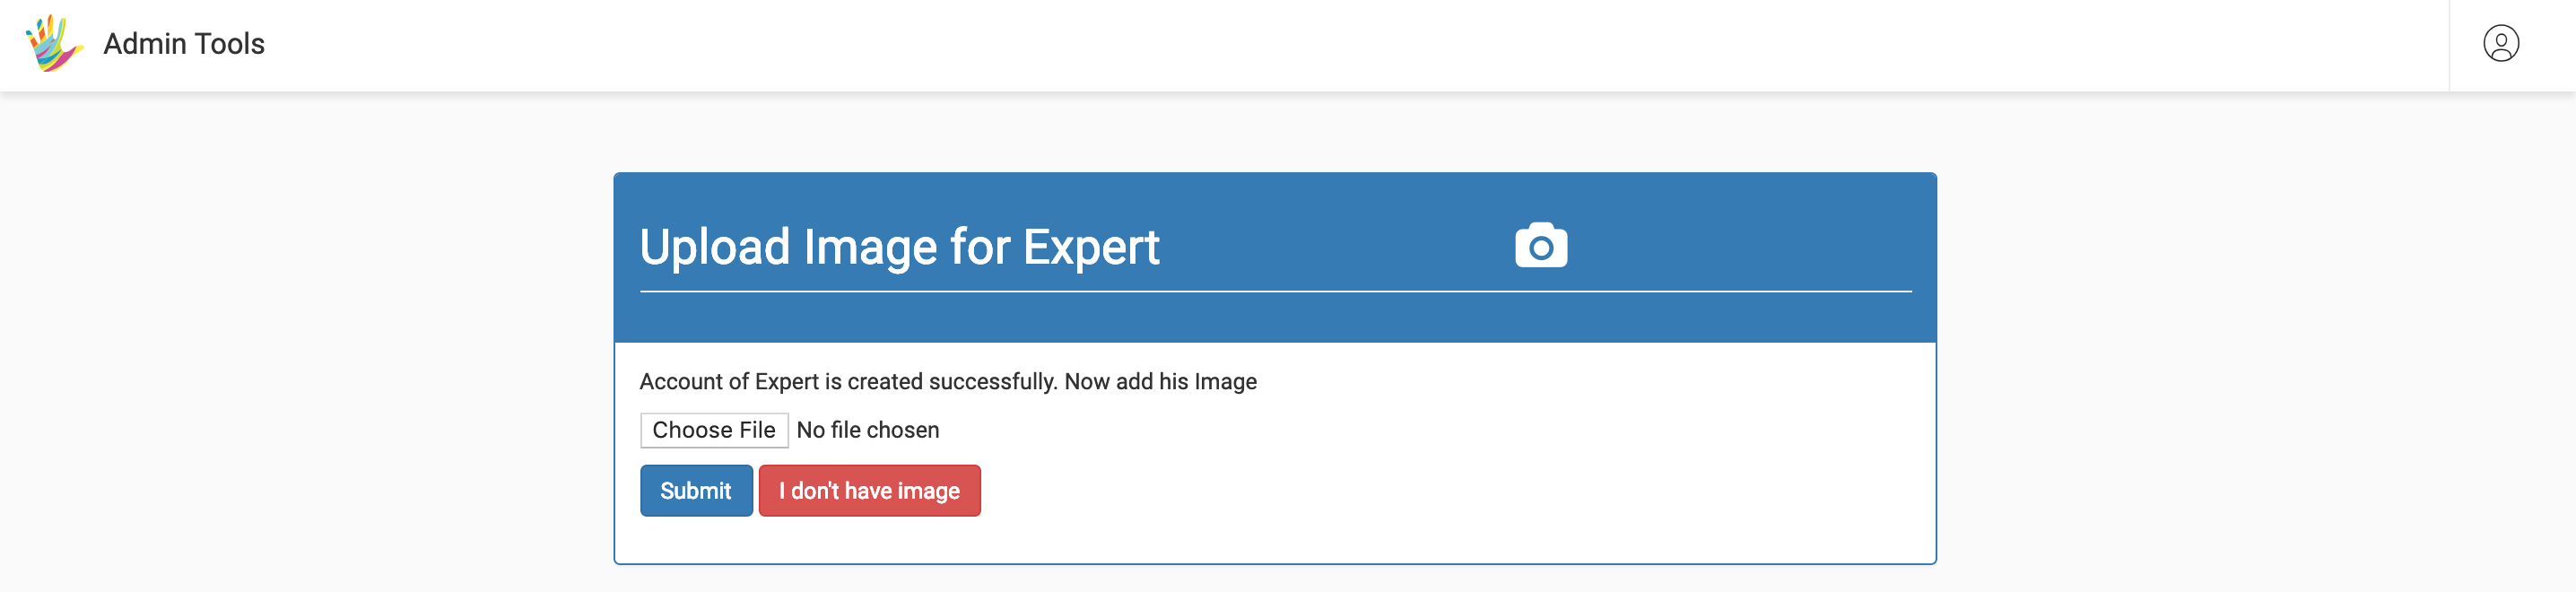 Admin Tools
Upload Image for Expert
Account of Expert is created successfully. Now add his Image
Choose File No file chosen
Submit I don't have image